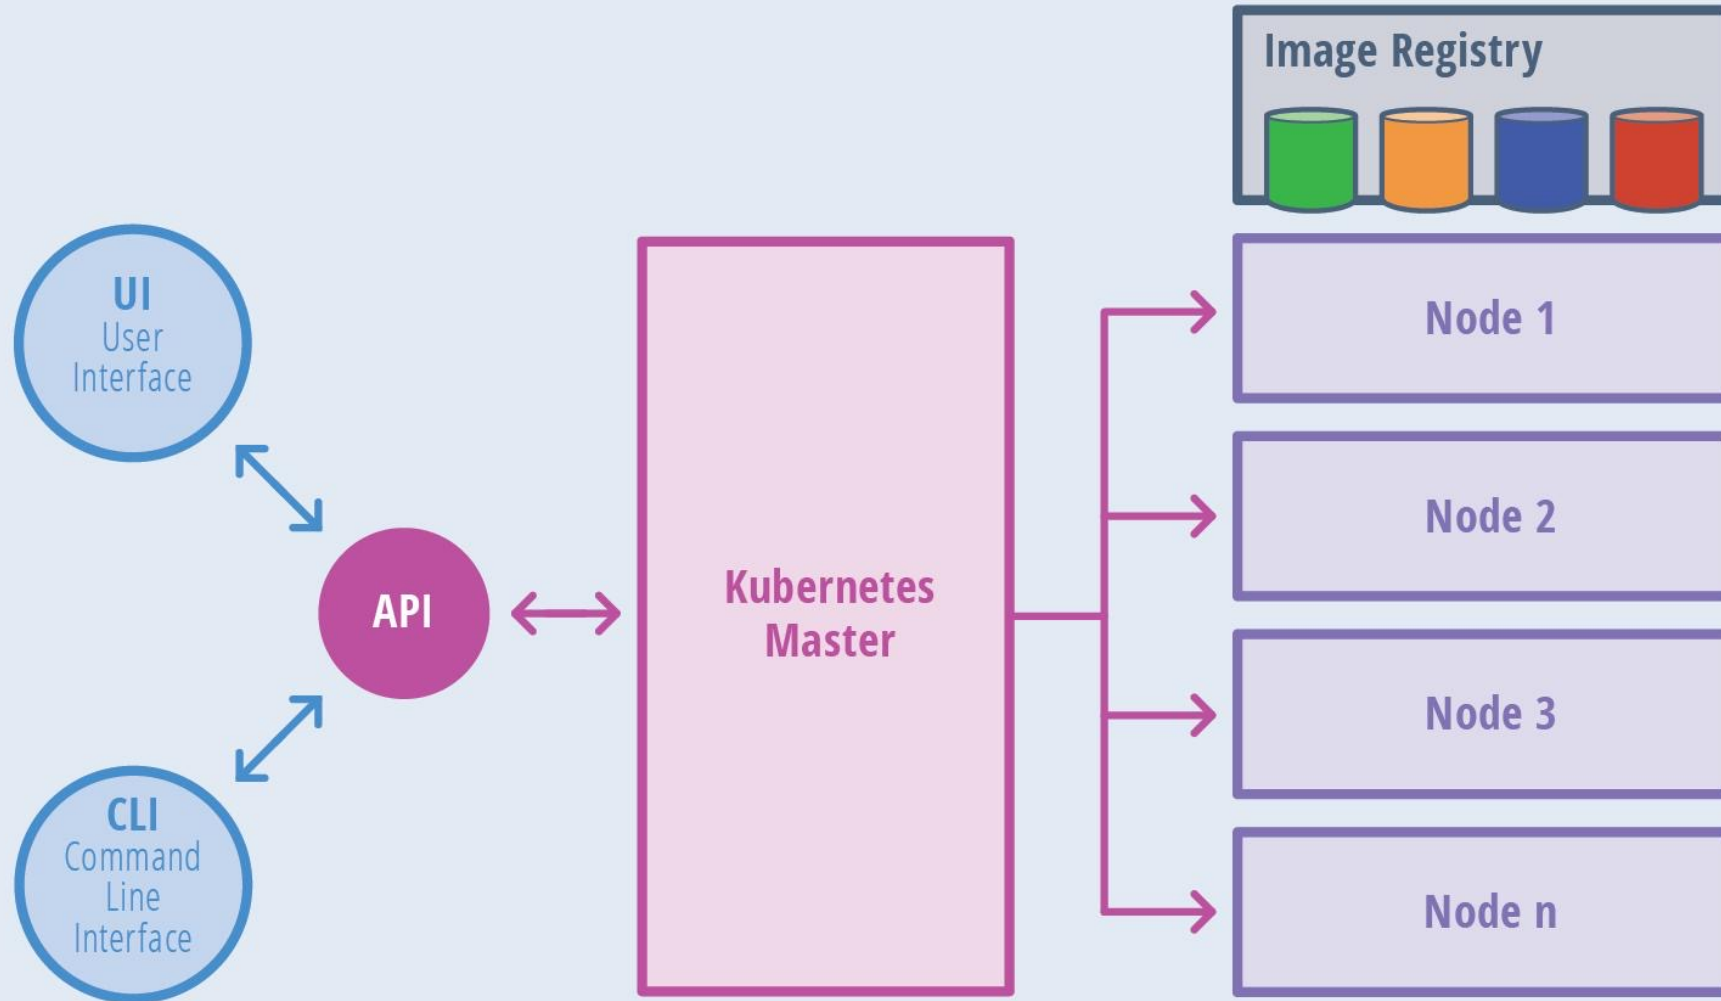 Image Registry
UI
User
Interface
API
CLI
Command
Line
Interface
Kubernetes
Master
Node 1
Node 2
Node 3
Node n